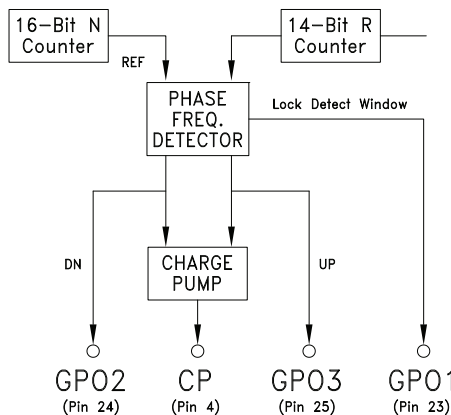 16-Bit N
Counter
14-Bit R
Counter
REF
PHASE
FREQ.
DETECTOR
Lock Detect Window
DN
CHARGE
PUMP
UP
GPO2
(Pin 24)
CP
(Pin 4)
GPO3
(Pin 25)
GPO1
(Pin 23)